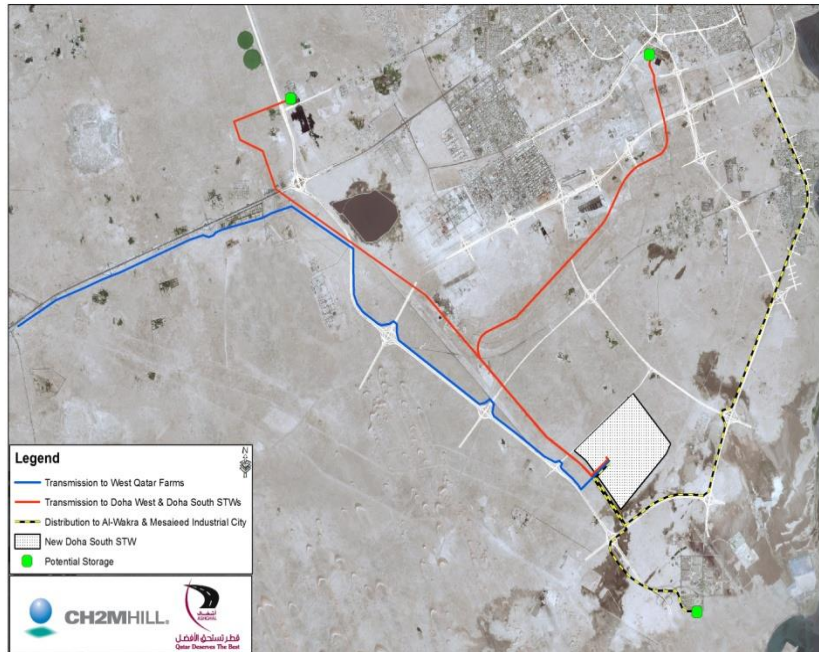 Legend
N
Transmission to West Qatar Farms
Transmission to Doha West & Doha South STWs
Distribution to Al-Wakra & Mesaieed Industrial City
New Doha South STW
Potential Storage
CH2MHILL.
أشغال
ASHGHAL
قطر تستحق الأفضل
Qatar Deserves The Best